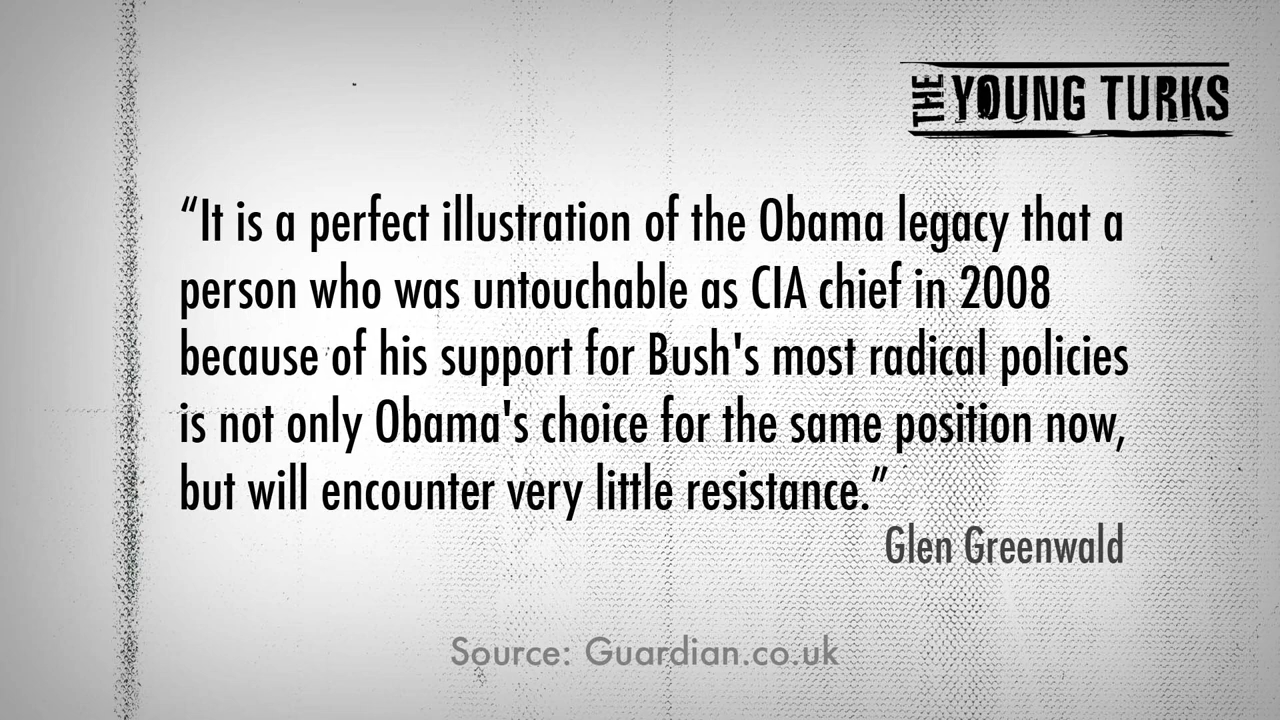 THE YOUNG TURKS
“It is a perfect illustration of the Obama legacy that a
person who was untouchable as CIA chief in 2008
because of his support for Bush's most radical policies
is not only Obama's choice for the same position now,
but will encounter very little resistance.”
Glen Greenwald
Source: Guardian.co.uk